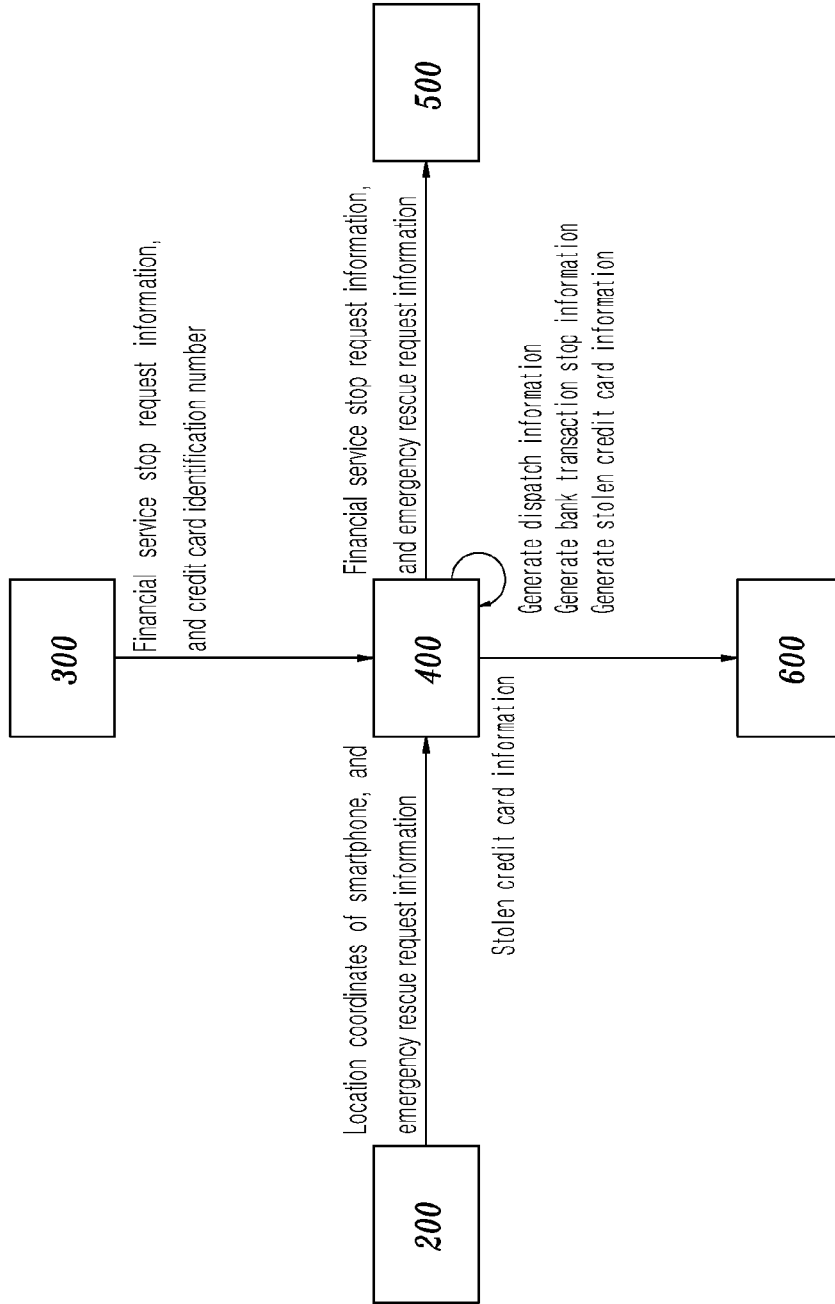 300
Financial service stop request information,
and credit card identification number
200
Location coordinates of smartphone, and
emergency rescue request information
400
Financial service stop request information,
and emergency rescue request information
500
Generate dispatch information
Generate bank transaction stop information
Generate stolen credit card information
Stolen credit card information
600